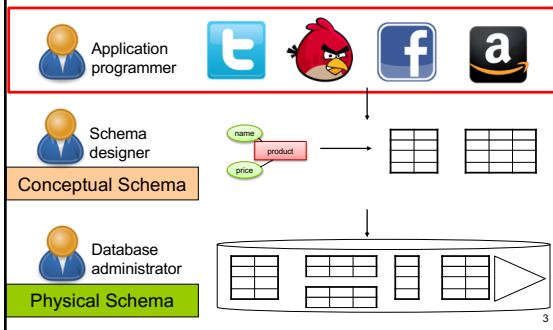 Application
programmer
t
f
a
Schema
designer
name
product
price
Conceptual Schema
Database
administrator
Physical Schema
3